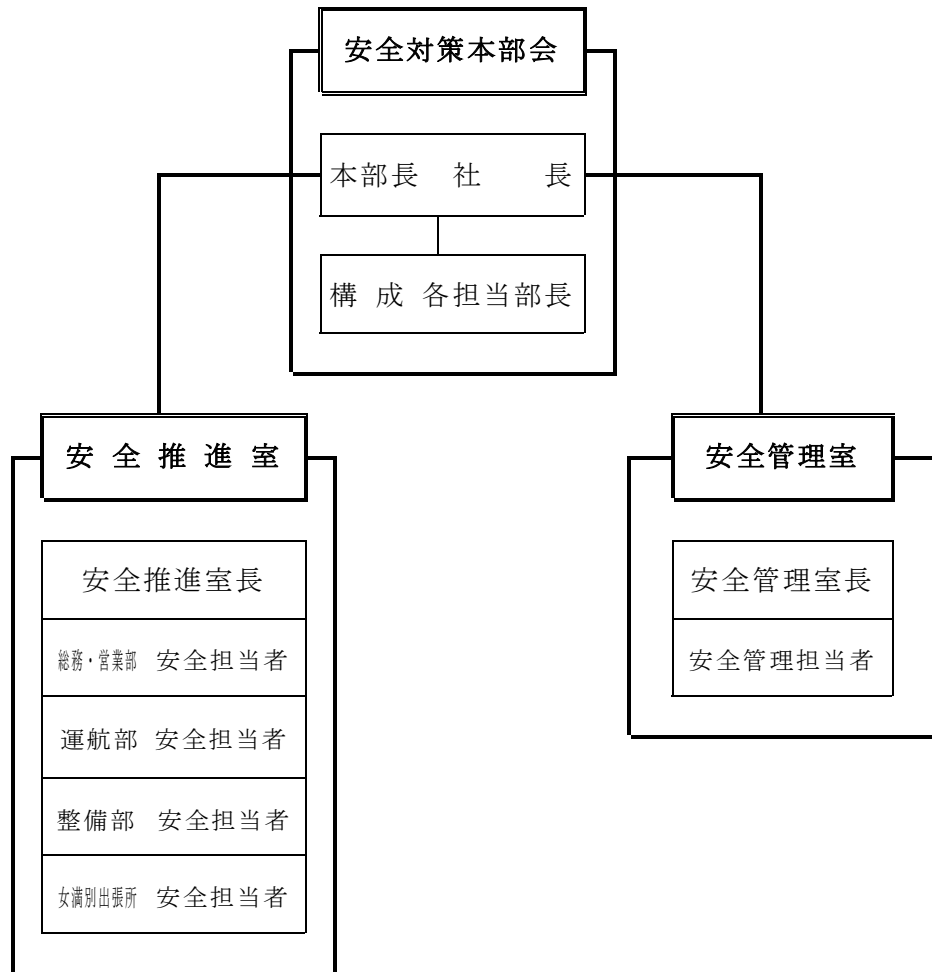 安全対策本部会
本部長 社 長
構 成 各担当部長
安 全 推 進 室
安全推進室長
総務・営業部 安全担当者
運航部 安全担当者
整備部 安全担当者
女満別出張所 安全担当者
安全管理室
安全管理室長
安全管理担当者